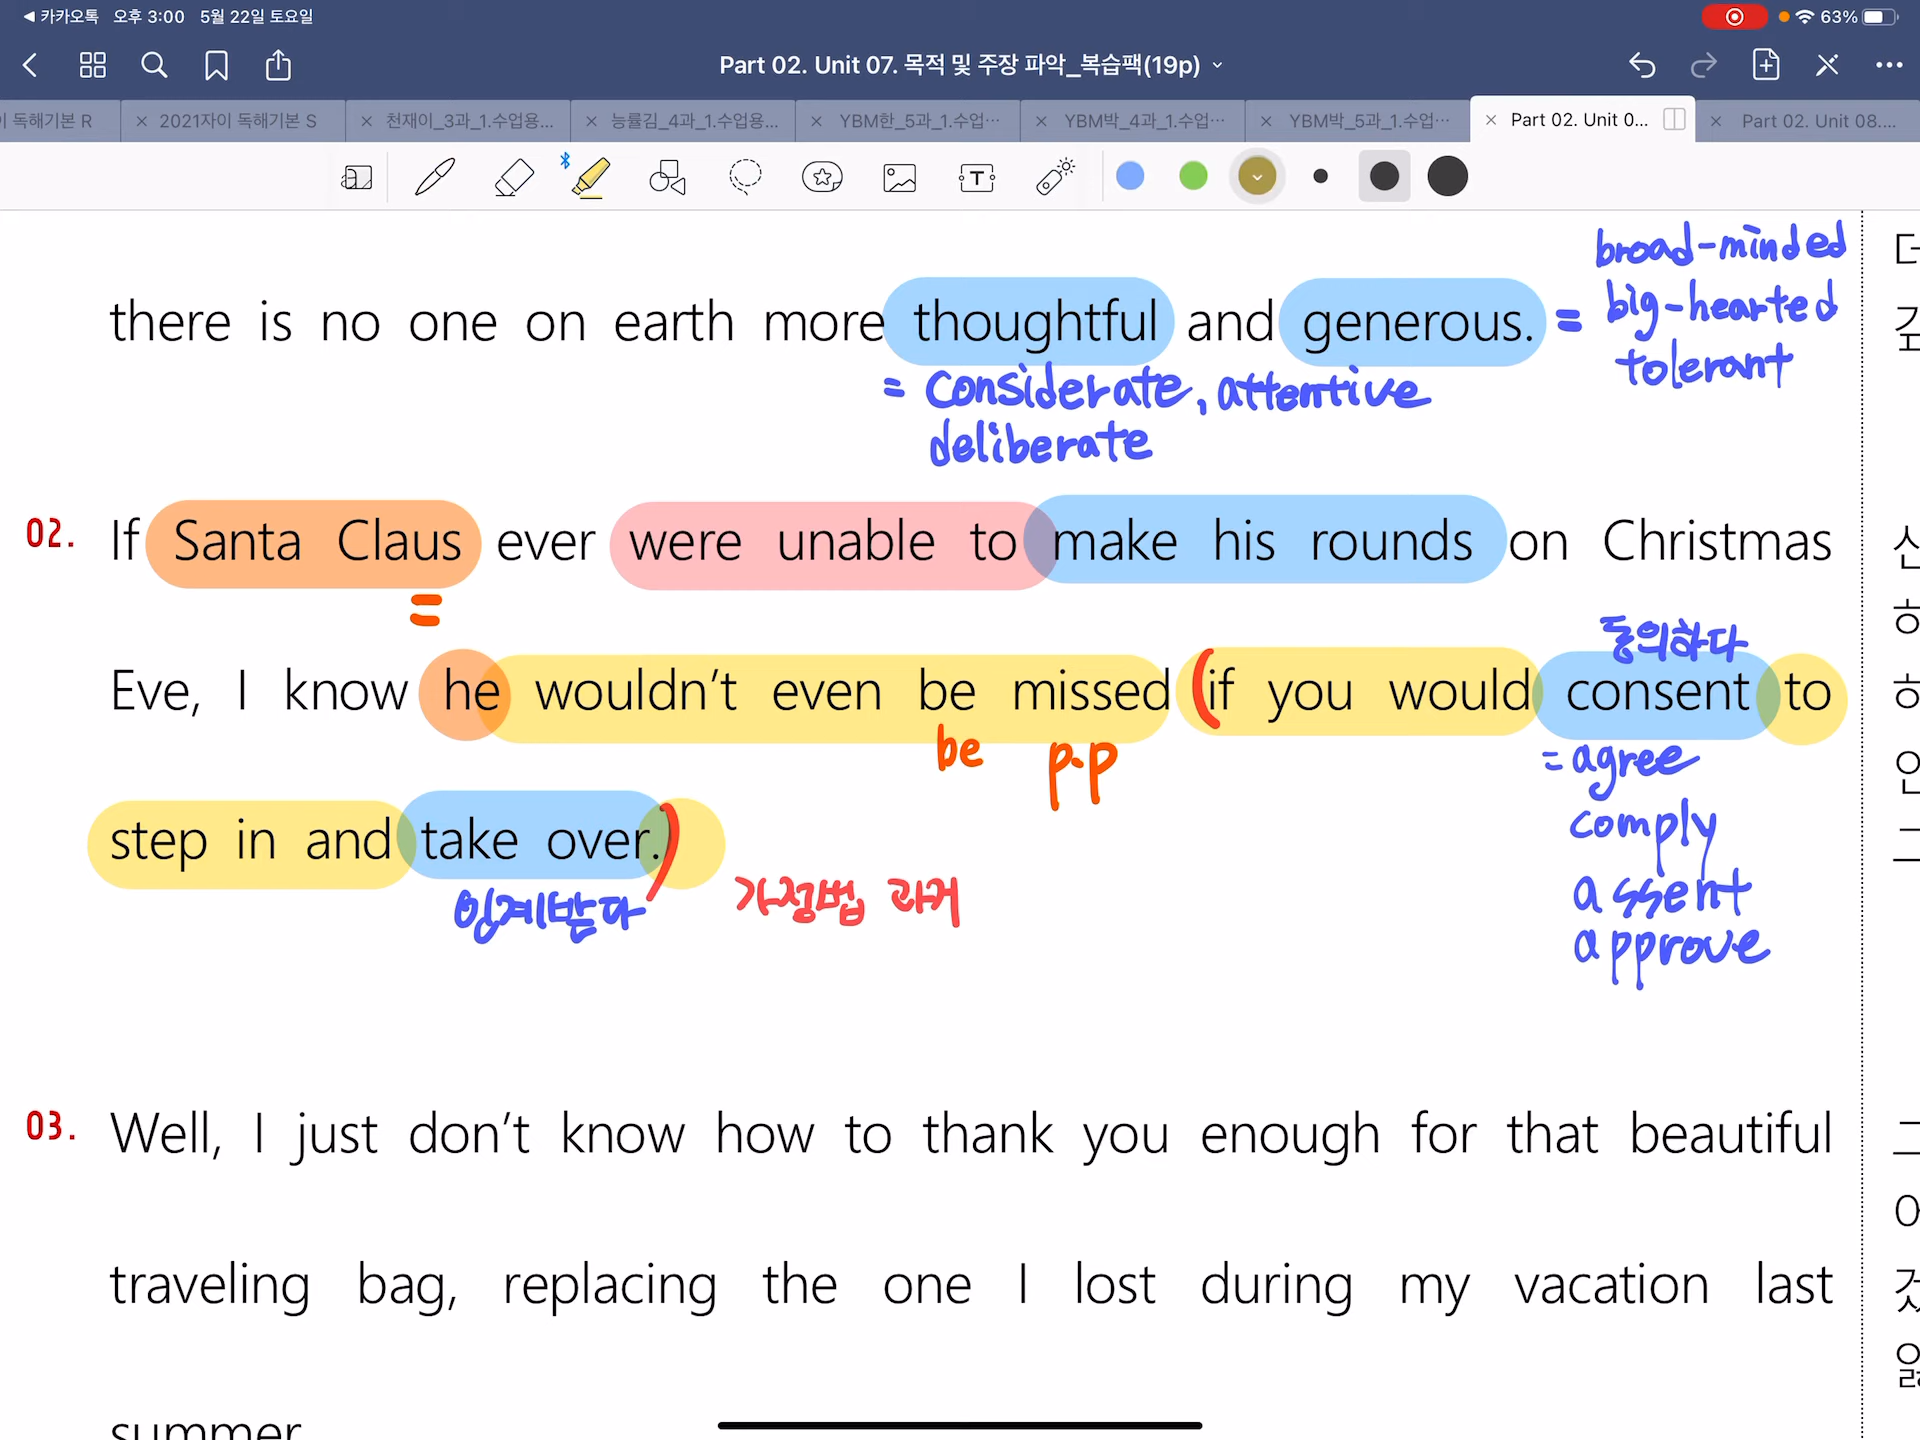 ◀ 카카오톡 오후 3:00 5월 22일 토요일 63%
Part 02. Unit 07. 목적 및 주장 파악_복습팩(19p)
독해기본 R × 2021자이 독해기본 S × 천재이_3과_1.수업용... × 능률김_4과_1.수업용... × YBM한_5과_1.수업... × YBM박_4과_1.수업... × YBM박_5과_1.수업... × Part 02. Unit 0... × Part 02. Unit 08....
broad-minded
there is no one on earth more thoughtful and generous. = big-hearted
tolerant
= considerate, attentive
deliberate
02. If Santa Claus ever were unable to make his rounds on Christmas
=
동의하다
Eve, I know he wouldn't even be missed (if you would consent to
be p.p
= agree
comply
step in and take over.)
인계받다 가정법 과거
assent
approve
03. Well, I just don't know how to thank you enough for that beautiful
traveling bag, replacing the one I lost during my vacation last
summer